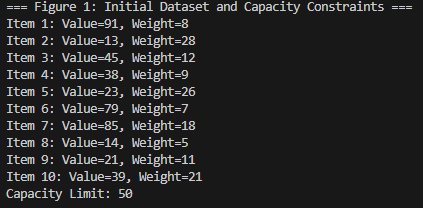 === Figure 1: Initial Dataset and Capacity Constraints ===
Item 1: Value=91, Weight=8
Item 2: Value=13, Weight=28
Item 3: Value=45, Weight=12
Item 4: Value=38, Weight=9
Item 5: Value=23, Weight=26
Item 6: Value=79, Weight=7
Item 7: Value=85, Weight=18
Item 8: Value=14, Weight=5
Item 9: Value=21, Weight=11
Item 10: Value=39, Weight=21
Capacity Limit: 50